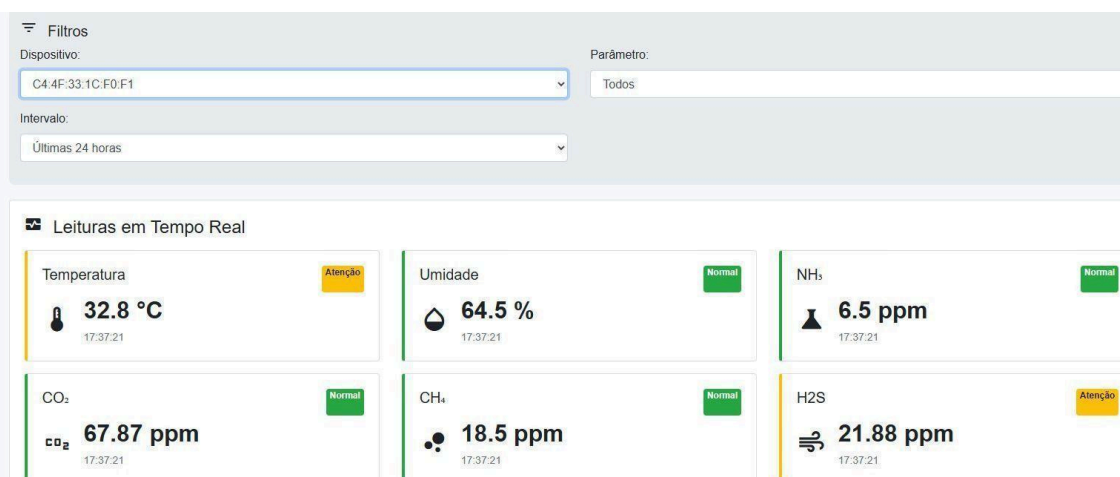 Filtros
Dispositivo:
Parâmetro:
C4:4F:33:1C:F0:F1
Todos
Intervalo:
Últimas 24 horas
Leituras em Tempo Real
Temperatura
Atenção
32.8 °C
17:37:21
Umidade
Normal
64.5 %
17:37:21
NH₃
Normal
6.5 ppm
17:37:21
CO₂
Normal
CO₂
67.87 ppm
17:37:21
CH₄
Normal
18.5 ppm
17:37:21
H2S
Atenção
21.88 ppm
17:37:21